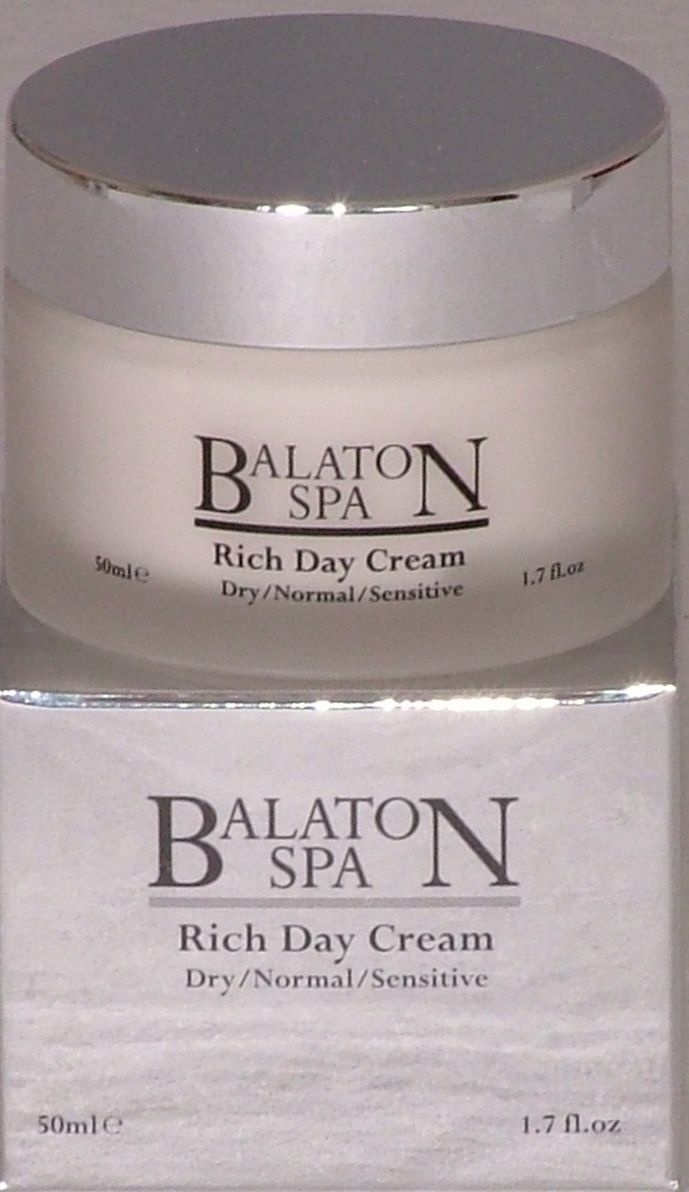 BALATON
SPA
Rich Day Cream
Dry/Normal/Sensitive
50ml℮
1.7 fl.oz
BALATON
SPA
Rich Day Cream
Dry/Normal/Sensitive
50ml℮
1.7 fl.oz